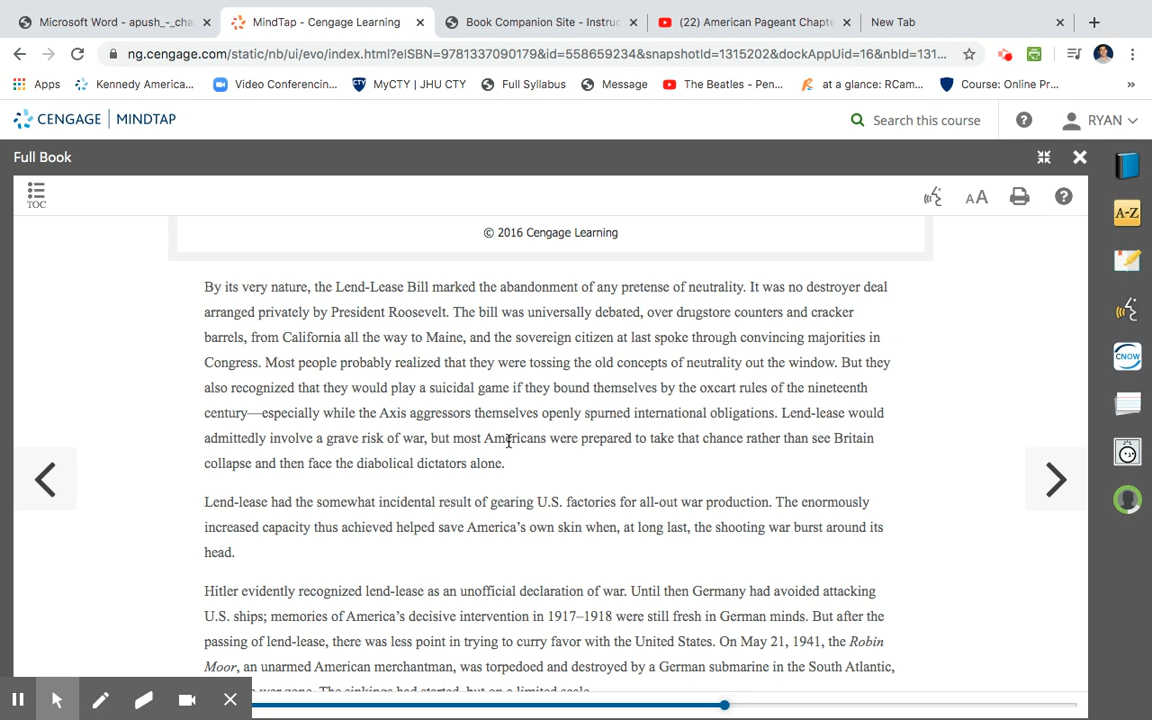 Microsoft Word - apush_-_cha
MindTap - Cengage Learning
Book Companion Site - Instruc
(22) American Pageant Chapte
New Tab
ng.cengage.com/static/nb/ui/evo/index.html?eISBN=9781337090179&id=558659234&snapshotId=1315202&dockAppUid=16&nbId=131...
Apps
Kennedy America...
Video Conferencin...
MyCTY | JHU CTY
Full Syllabus
Message
The Beatles - Pen...
at a glance: RCam...
Course: Online Pr...
»
CENGAGE | MINDTAP
Search this course
RYAN
Full Book
TOC
AA
A-Z
CNOW
© 2016 Cengage Learning
By its very nature, the Lend-Lease Bill marked the abandonment of any pretense of neutrality. It was no destroyer deal
arranged privately by President Roosevelt. The bill was universally debated, over drugstore counters and cracker
barrels, from California all the way to Maine, and the sovereign citizen at last spoke through convincing majorities in
Congress. Most people probably realized that they were tossing the old concepts of neutrality out the window. But they
also recognized that they would play a suicidal game if they bound themselves by the oxcart rules of the nineteenth
century—especially while the Axis aggressors themselves openly spurned international obligations. Lend-lease would
admittedly involve a grave risk of war, but most Americans were prepared to take that chance rather than see Britain
collapse and then face the diabolical dictators alone.
Lend-lease had the somewhat incidental result of gearing U.S. factories for all-out war production. The enormously
increased capacity thus achieved helped save America's own skin when, at long last, the shooting war burst around its
head.
Hitler evidently recognized lend-lease as an unofficial declaration of war. Until then Germany had avoided attacking
U.S. ships; memories of America's decisive intervention in 1917–1918 were still fresh in German minds. But after the
passing of lend-lease, there was less point in trying to curry favor with the United States. On May 21, 1941, the Robin
Moor, an unarmed American merchantman, was torpedoed and destroyed by a German submarine in the South Atlantic,
war zone. The sinkings had started, but on a limited scale.